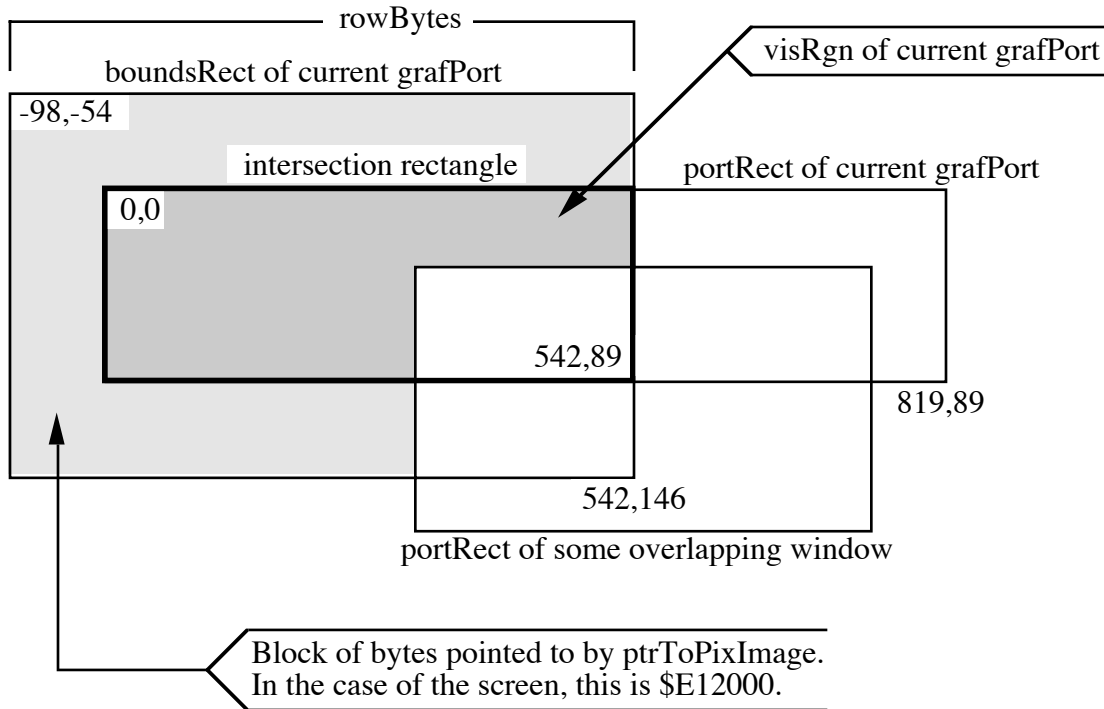 rowBytes
visRgn of current grafPort
boundsRect of current grafPort
-98,-54
intersection rectangle
portRect of current grafPort
0,0
542,89
819,89
542,146
portRect of some overlapping window
Block of bytes pointed to by ptrToPixImage.
In the case of the screen, this is $E12000.